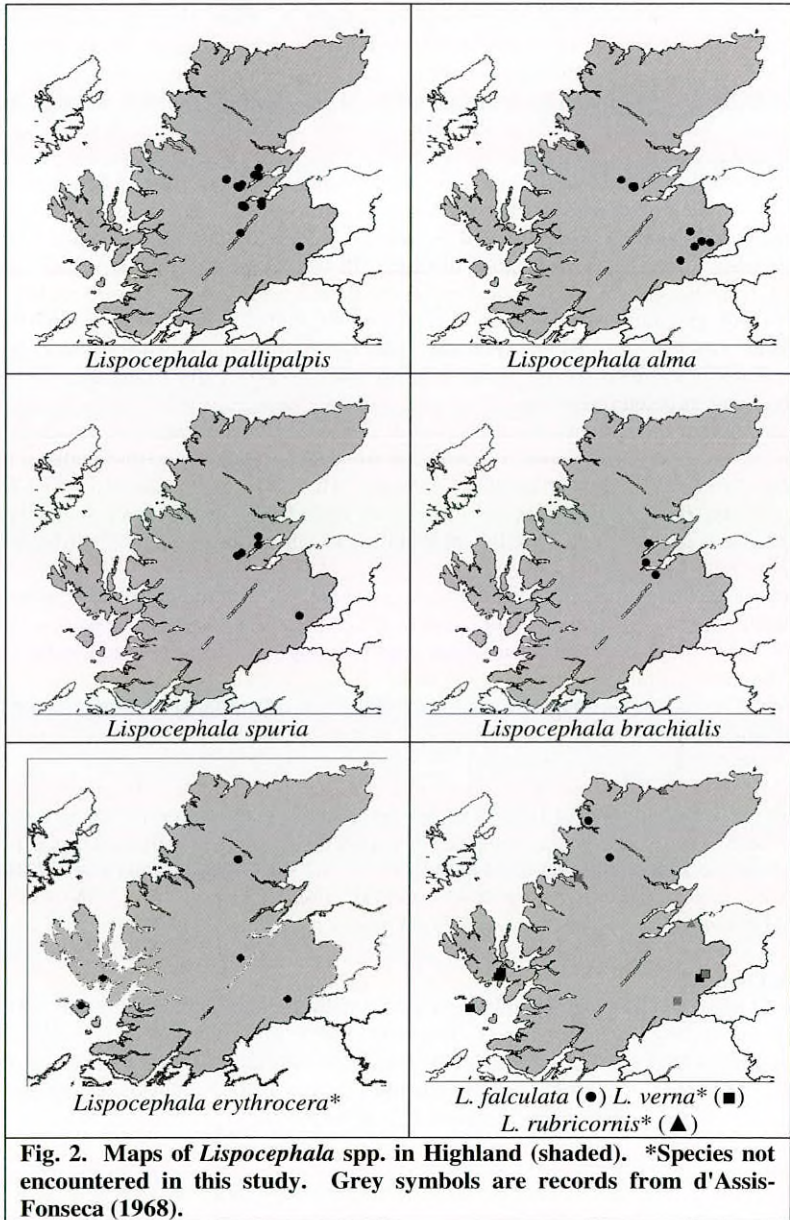 Lispocephala pallipalpis
Lispocephala alma
Lispocephala spuria
Lispocephala brachialis
Lispocephala erythrocera*
L. falculata (●) L. verna* (■)
L. rubricornis* (▲)
Fig. 2. Maps of Lispocephala spp. in Highland (shaded). *Species not
encountered in this study. Grey symbols are records from d'Assis-
Fonseca (1968).